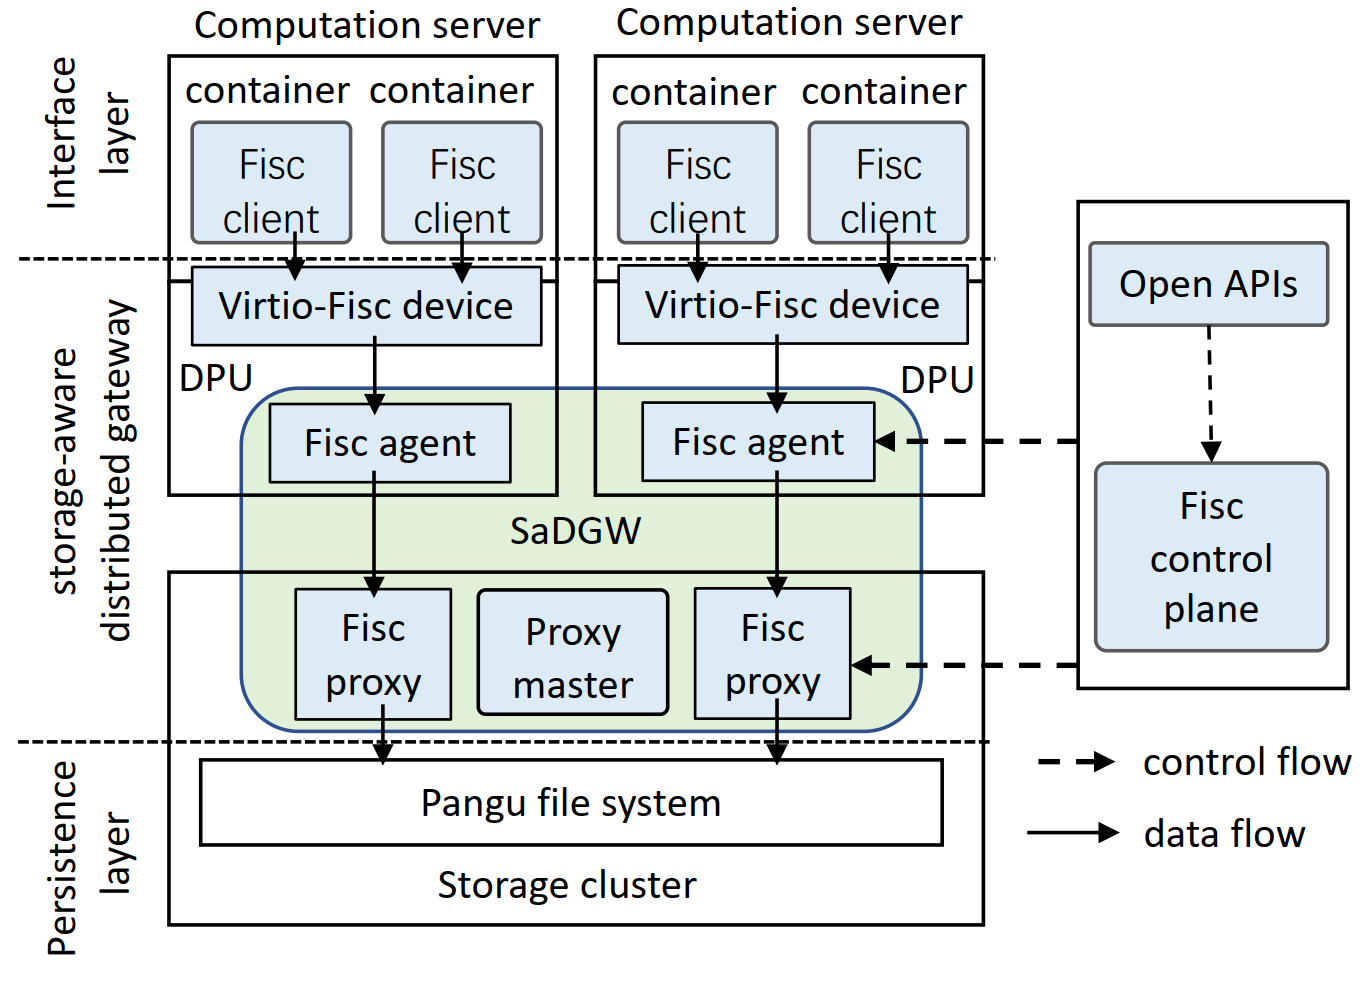 Computation server
Computation server
Interface
layer
container
container
container
container
Fisc
client
Fisc
client
Fisc
client
Fisc
client
storage-aware
distributed gateway
Virtio-Fisc device
Virtio-Fisc device
DPU
DPU
Fisc agent
Fisc agent
SaDGW
Fisc
proxy
Proxy
master
Fisc
proxy
Open APIs
Fisc
control
plane
Persistence
layer
Pangu file system
Storage cluster
control flow
data flow